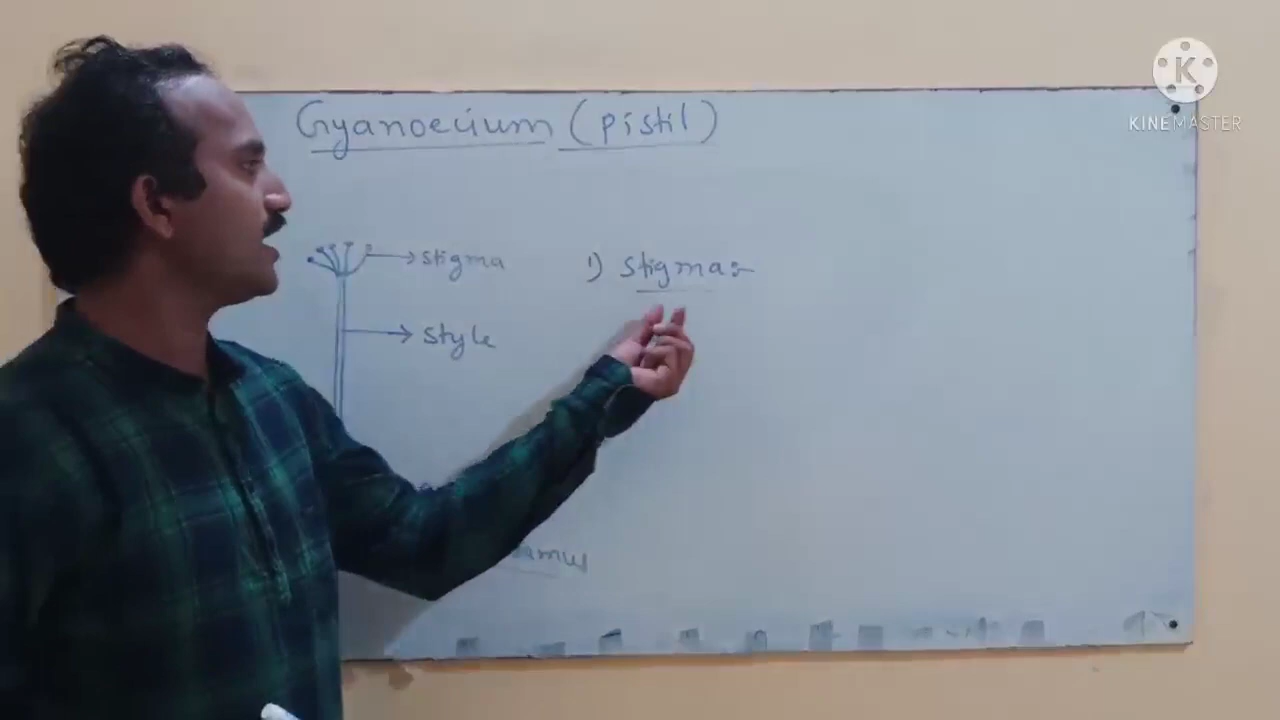 Gyanoecium (pistil)
stigma
1) stigma:-
style
KINEMASTER